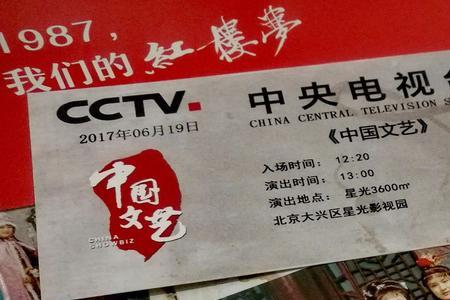 1987，
我们的红楼梦
CCTV.
2017年06月19日
中国文艺
CHINA
SHOWBIZ
中央电视台
CHINA CENTRAL TELEVISION S
《中国文艺》
入场时间： 12:20
演出时间： 13:00
演出地点： 星光3600㎡
北京大兴区星光影视园